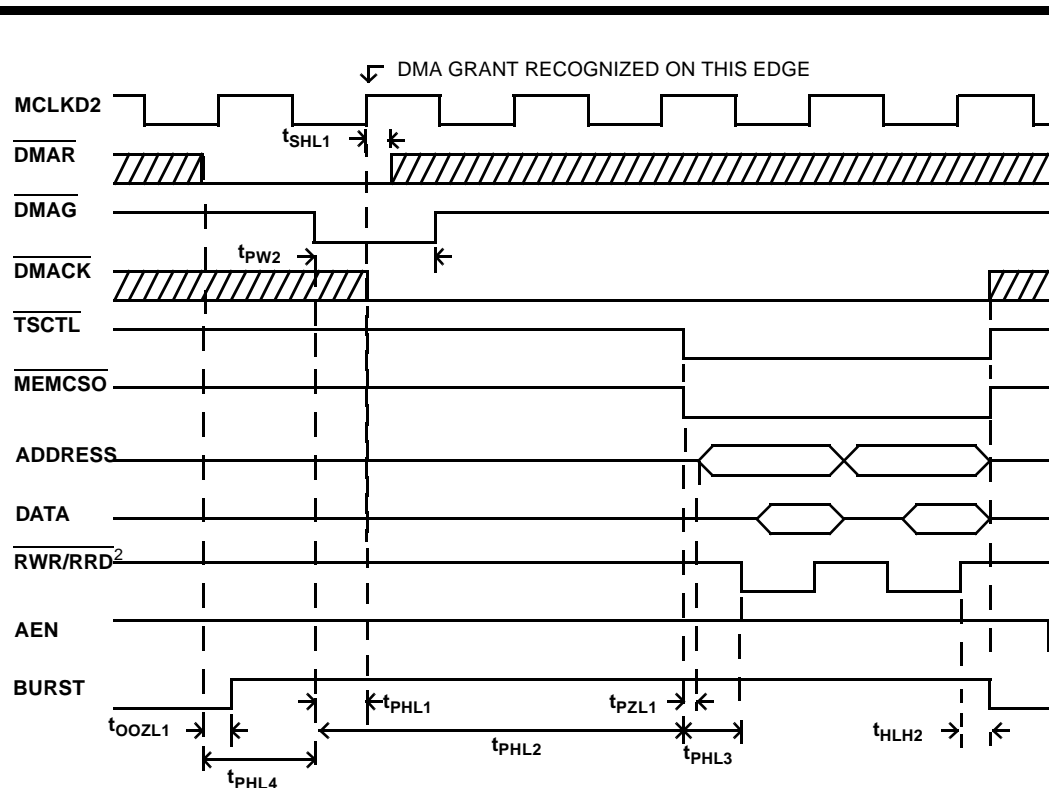 DMA GRANT RECOGNIZED ON THIS EDGE
MCLKD2
tSHL1
DMAR
DMAG
tPW2
DMACK
TSCTL
MEMCSO
ADDRESS
DATA
RWR/RRD2
AEN
BURST
tPHL1
tPZL1
tOOZL1
tPHL2
tPHL3
tHLH2
tPHL4